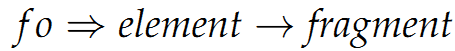 fo ⇒ element → fragment